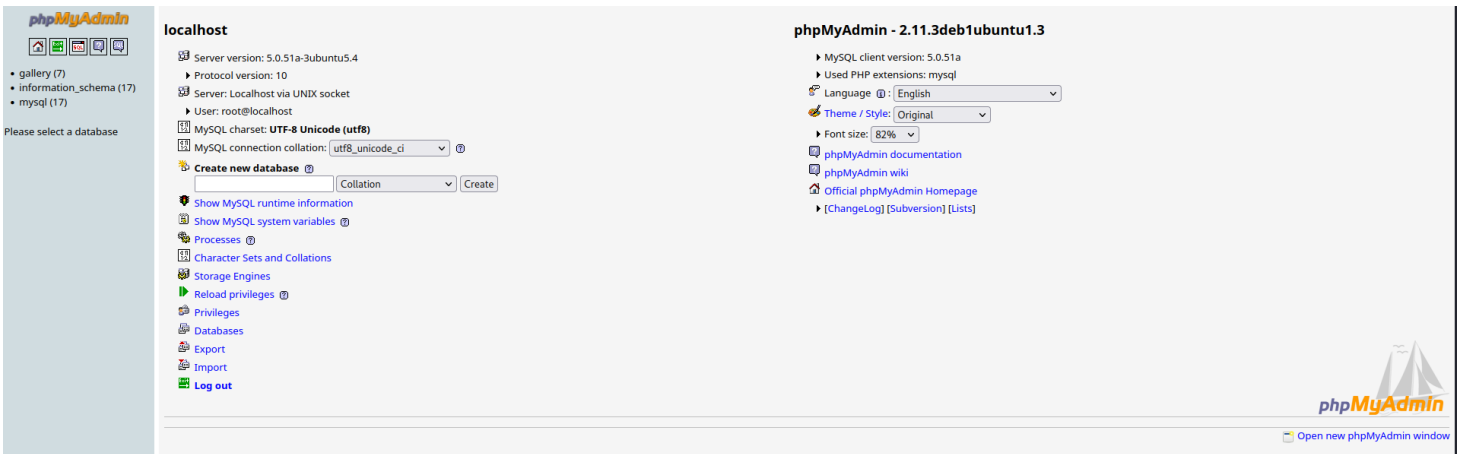 phpMyAdmin
SQL
gallery (7)
information_schema (17)
mysql (17)
Please select a database
localhost
Server version: 5.0.51a-3ubuntu5.4
Protocol version: 10
Server: Localhost via UNIX socket
User: root@localhost
MySQL charset: UTF-8 Unicode (utf8)
MySQL connection collation: utf8_unicode_ci
Create new database
Collation Create
Show MySQL runtime information
Show MySQL system variables
Processes
Character Sets and Collations
Storage Engines
Reload privileges
Privileges
Databases
Export
Import
Log out
phpMyAdmin - 2.11.3deb1ubuntu1.3
MySQL client version: 5.0.51a
Used PHP extensions: mysql
Language : English
Theme / Style: Original
Font size: 82%
phpMyAdmin documentation
phpMyAdmin wiki
Official phpMyAdmin Homepage
[ChangeLog] [Subversion] [Lists]
phpMyAdmin
Open new phpMyAdmin window